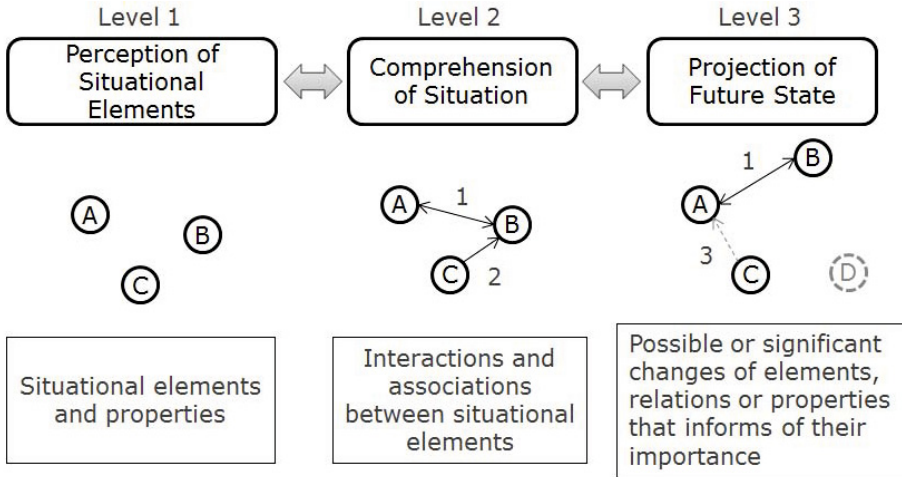 Level 1
Level 2
Level 3
Perception of
Situational
Elements
Comprehension
of Situation
Projection of
Future State
A
B
C
A
1
B
C
2
1
B
A
3
C
D
Situational elements
and properties
Interactions and
associations
between situational
elements
Possible or significant
changes of elements,
relations or properties
that informs of their
importance